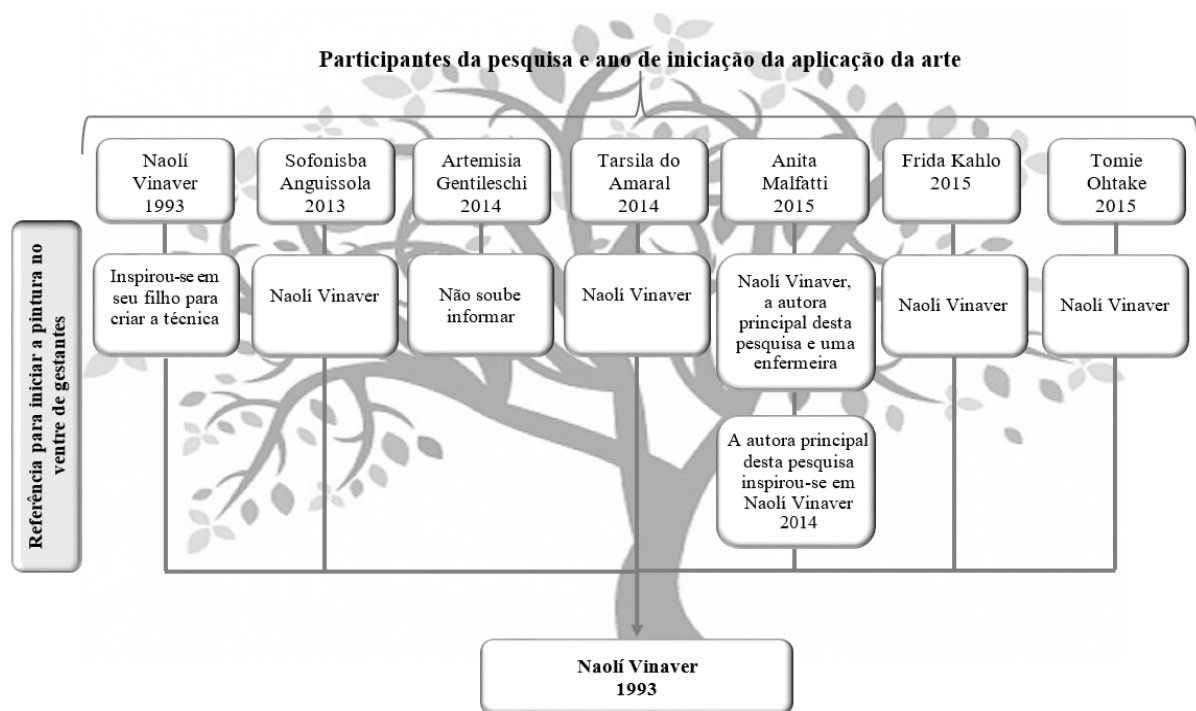 Participantes da pesquisa e ano de iniciação da aplicação da arte
Naolí
Vinaver
1993
Sofonisba
Anguissola
2013
Artemisia
Gentileschi
2014
Tarsila do
Amaral
2014
Anita
Malfatti
2015
Frida Kahlo
2015
Tomie
Ohtake
2015
Referência para iniciar a pintura no
ventre de gestantes
Inspirou-se em
seu filho para
criar a técnica
Naolí Vinaver
Não soube
informar
Naolí Vinaver
Naolí Vinaver,
a autora
principal desta
pesquisa e uma
enfermeira
Naolí Vinaver
Naolí Vinaver
A autora principal
desta pesquisa
inspirou-se em
Naolí Vinaver
2014
Naolí Vinaver
1993